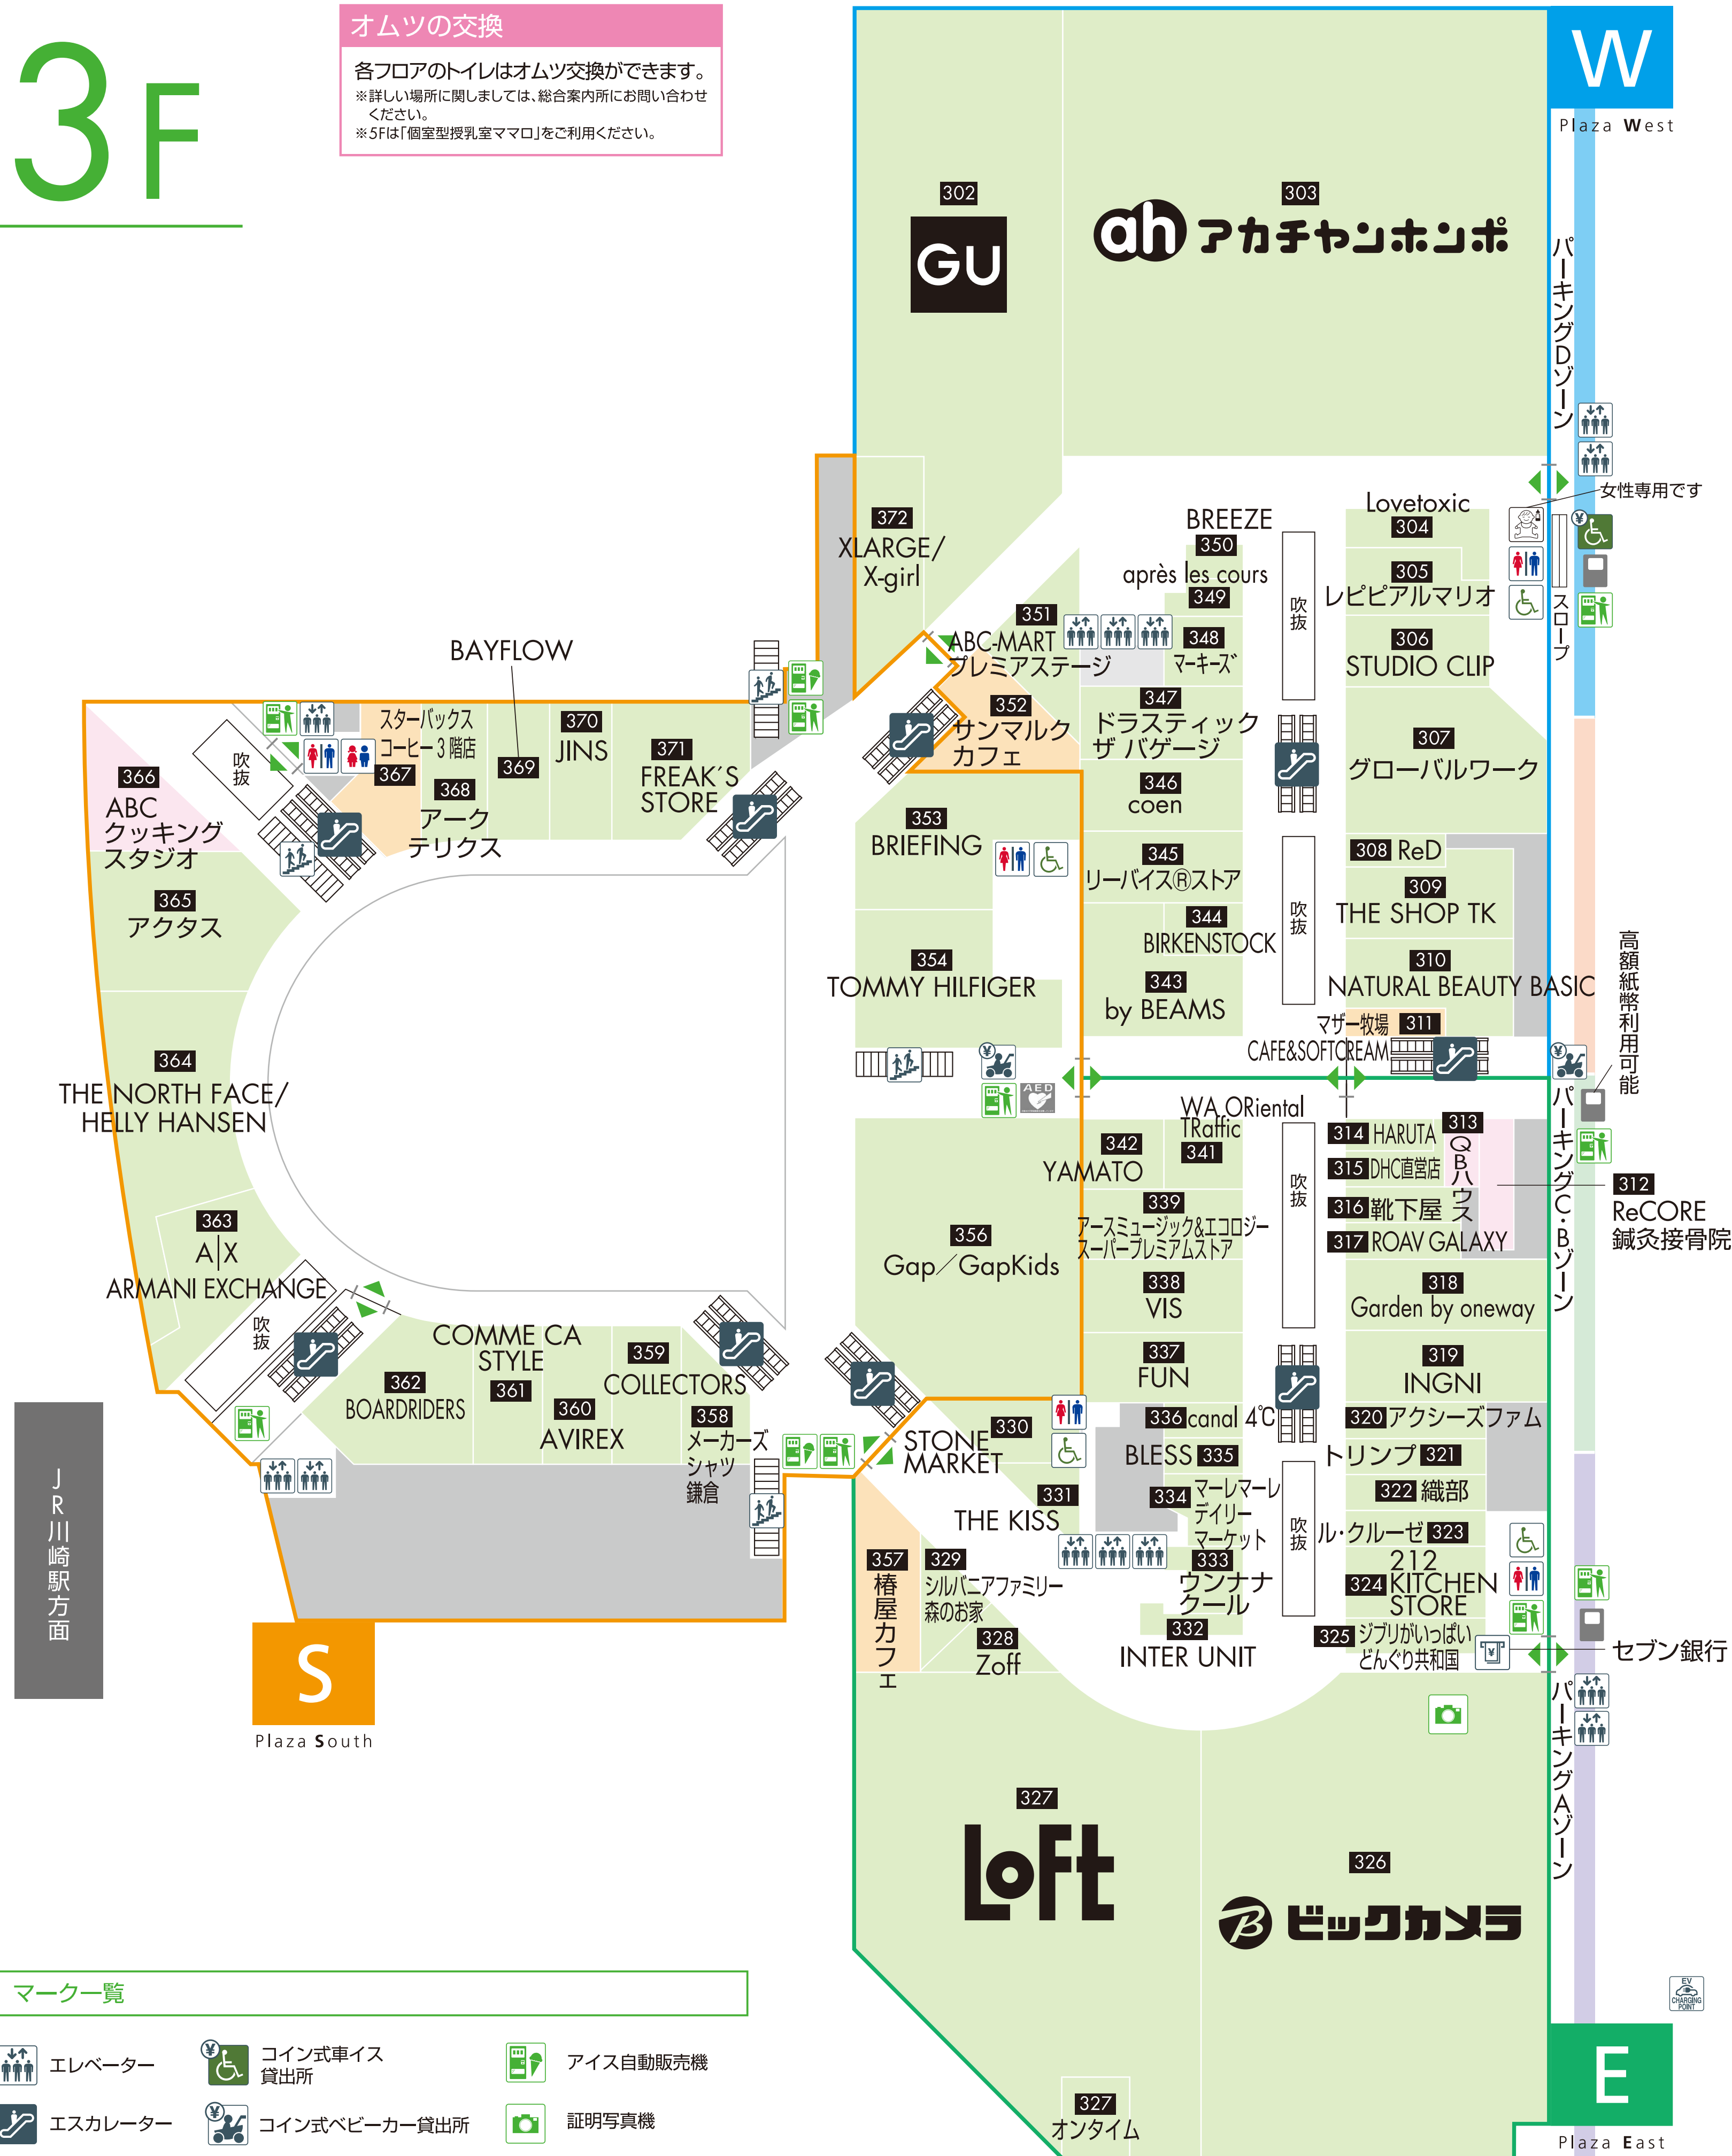 3F
オムツの交換
各フロアのトイレはオムツ交換ができます。
※詳しい場所に関しましては、総合案内所にお問い合わせ
ください。
※5Fは「個室型授乳室ママロ」をご利用ください。
W
Plaza West
302
GU
303
ah アカチャンホンポ
パーキングDゾーン
女性専用です
スロープ
372
XLARGE/
X-girl
BREEZE
350
après les cours
349
348
マーキーズ
351
ABC-MART
プレミアステージ
352
サンマルク
カフェ
347
ドラスティック
ザ バゲージ
346
coen
345
リーバイス®ストア
344
BIRKENSTOCK
343
by BEAMS
吹抜
吹抜
Lovetoxic
304
305
レピピアルマリオ
306
STUDIO CLIP
307
グローバルワーク
308 ReD
309
THE SHOP TK
310
NATURAL BEAUTY BASIC
マザー牧場 311
CAFE&SOFTCREAM
高額紙幣利用可能
BAYFLOW
369
スターバックス
コーヒー3階店
367
368
アーク
テリクス
370
JINS
371
FREAK'S
STORE
吹抜
366
ABC
クッキング
スタジオ
365
アクタス
364
THE NORTH FACE/
HELLY HANSEN
363
A|X
ARMANI EXCHANGE
吹抜
353
BRIEFING
354
TOMMY HILFIGER
AED
356
Gap/GapKids
COMME CA
STYLE
361
362
BOARDRIDERS
360
AVIREX
359
COLLECTORS
358
メーカーズ
シャツ
鎌倉
JR川崎駅方面
S
Plaza South
WA ORiental
TRaffic
341
342
YAMATO
339
アースミュージック&エコロジー
スーパープレミアムストア
338
VIS
337
FUN
336 canal 4℃
BLESS 335
334 マーレマーレ
デイリー
マーケット
333
ウンナナ
クール
332
INTER UNIT
吹抜
吹抜
314 HARUTA
313
QBハウス
315 DHC直営店
316 靴下屋
317 ROAV GALAXY
312
ReCORE
鍼灸接骨院
318
Garden by oneway
319
INGNI
320 アクシーズファム
トリンプ 321
322 織部
ル・クルーゼ 323
212
324 KITCHEN
STORE
325 ジブリがいっぱい
どんぐり共和国
セブン銀行
パーキングC・Bゾーン
パーキングAゾーン
330
STONE
MARKET
331
THE KISS
357
椿屋カフェ
329
シルバニアファミリー
森のお家
328
Zoff
327
LoFt
326
ビックカメラ
327
オンタイム
EV
CHARGING
POINT
E
Plaza East
マーク一覧
エレベーター
コイン式車イス
貸出所
アイス自動販売機
エスカレーター
コイン式ベビーカー貸出所
証明写真機